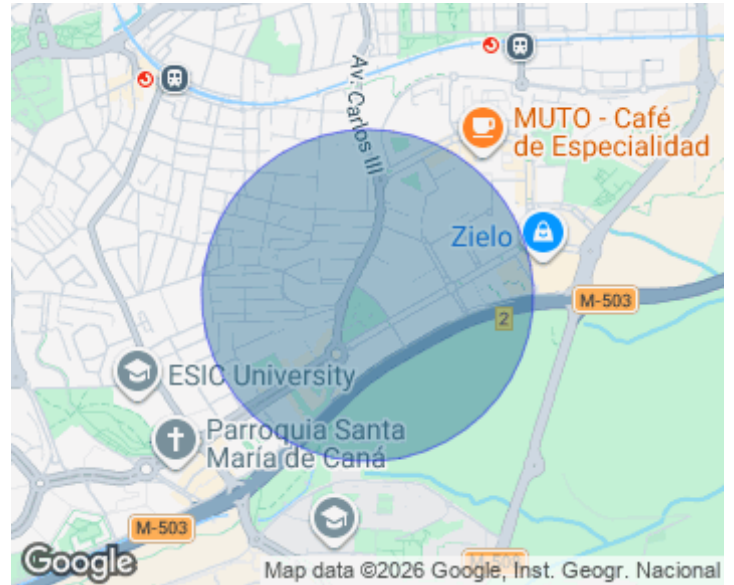 Av. Carlos III
MUTO - Café
de Especialidad
Zielo
M-503
2
ESIC University
Parroquia Santa
María de Caná
M-503
Google
Map data ©2026 Google, Inst. Geogr. Nacional